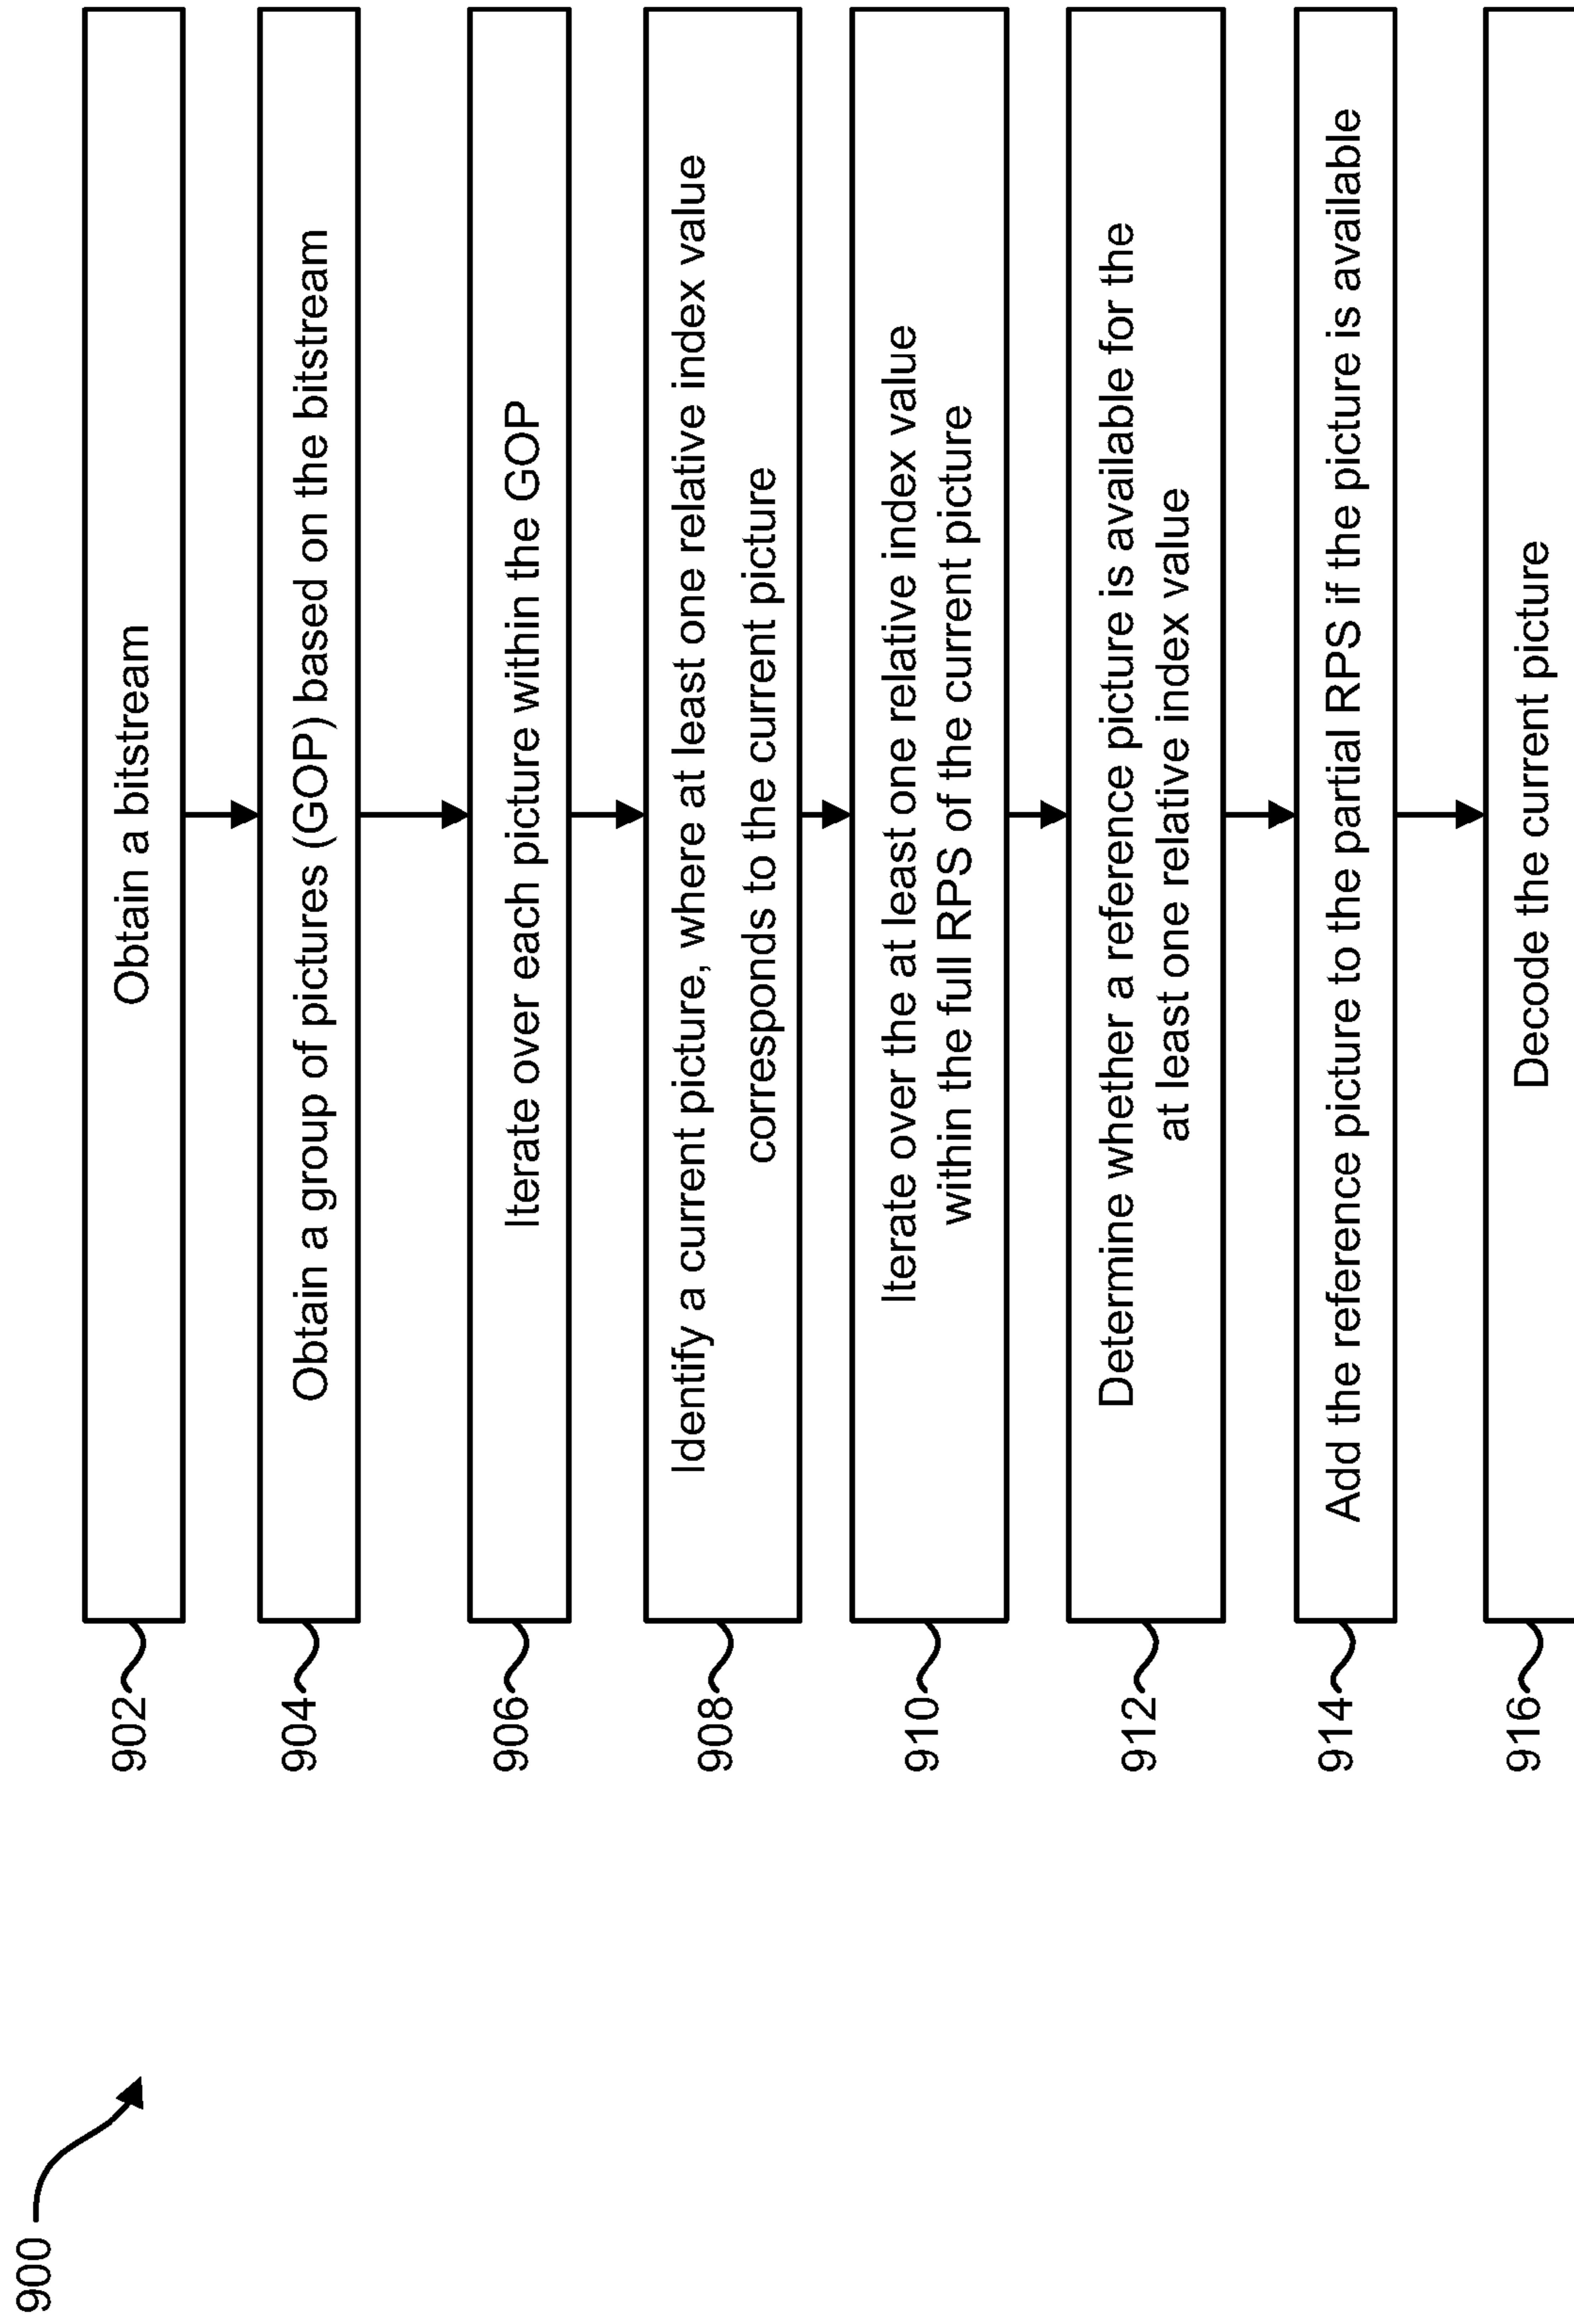 900
902
Obtain a bitstream
904
Obtain a group of pictures (GOP) based on the bitstream
906
Iterate over each picture within the GOP
908
Identify a current picture, where at least one relative index value
corresponds to the current picture
910
Iterate over the at least one relative index value
within the full RPS of the current picture
912
Determine whether a reference picture is available for the
at least one relative index value
914
Add the reference picture to the partial RPS if the picture is available
916
Decode the current picture